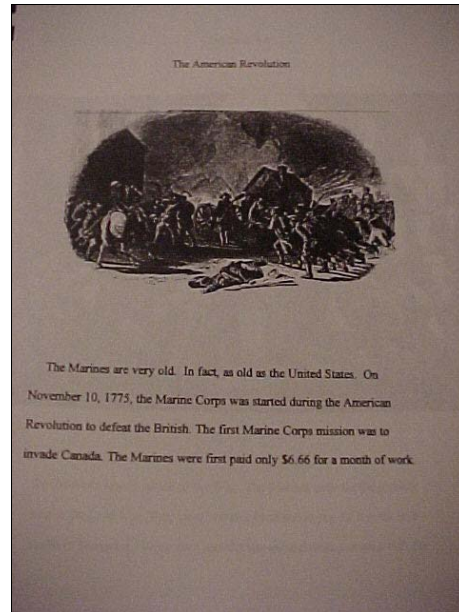 The American Revolution
The Marines are very old. In fact, as old as the United States. On
November 10, 1775, the Marine Corps was started during the American
Revolution to defeat the British. The first Marine Corps mission was to
invade Canada. The Marines were first paid only $6.66 for a month of work.